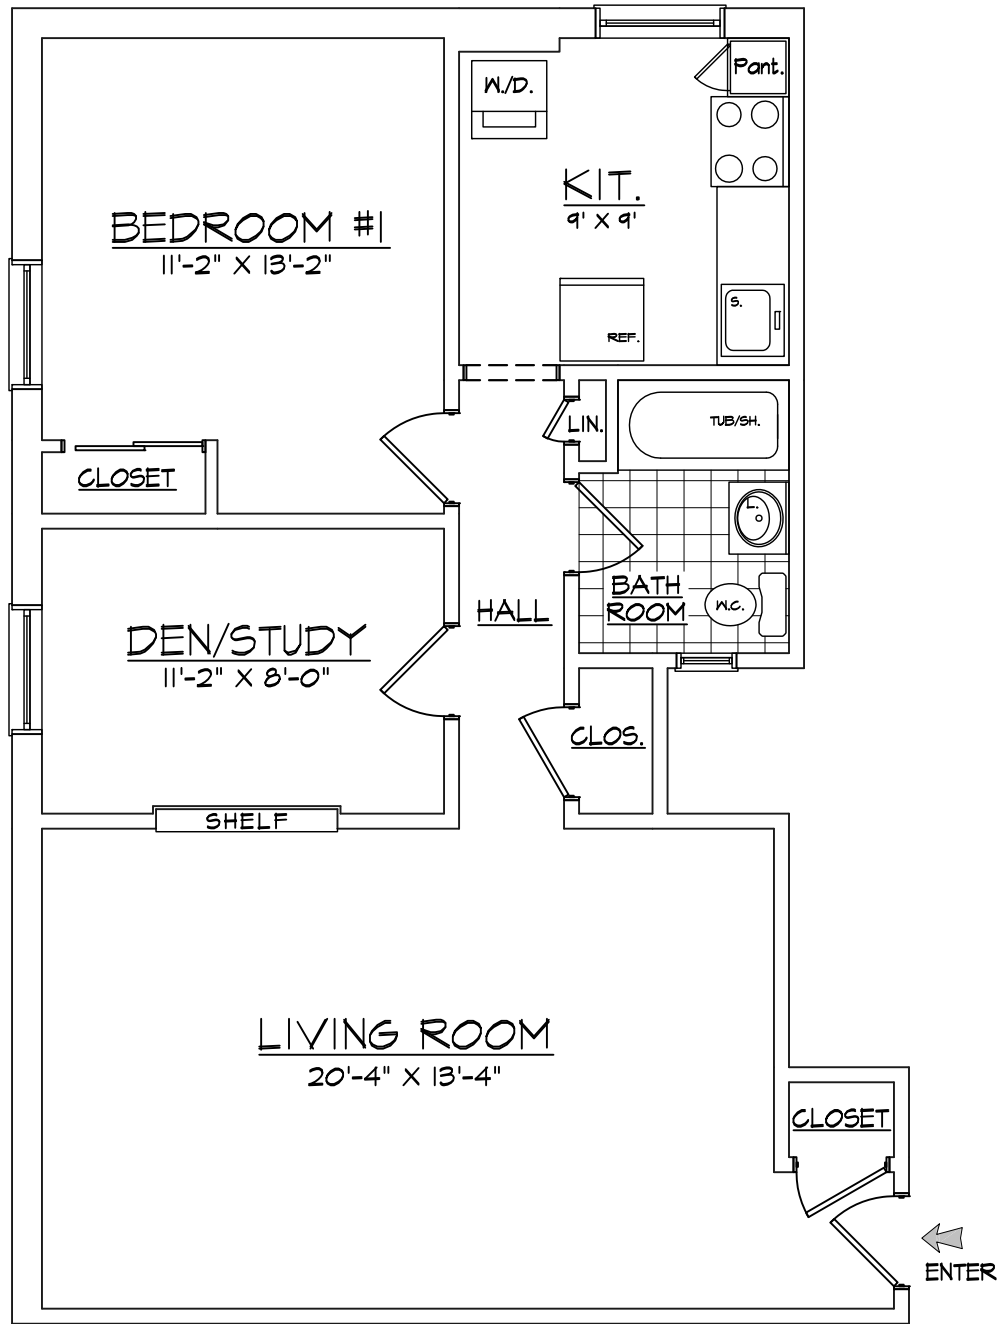 Pant.
W./D.
KIT.
9' X 9'
BEDROOM #1
11'-2" X 13'-2"
S.
REF.
LIN.
TUB/SH.
CLOSET
L.
BATH
ROOM
W.C.
HALL
DEN/STUDY
11'-2" X 8'-0"
CLOS.
SHELF
LIVING ROOM
20'-4" X 13'-4"
CLOSET
ENTER